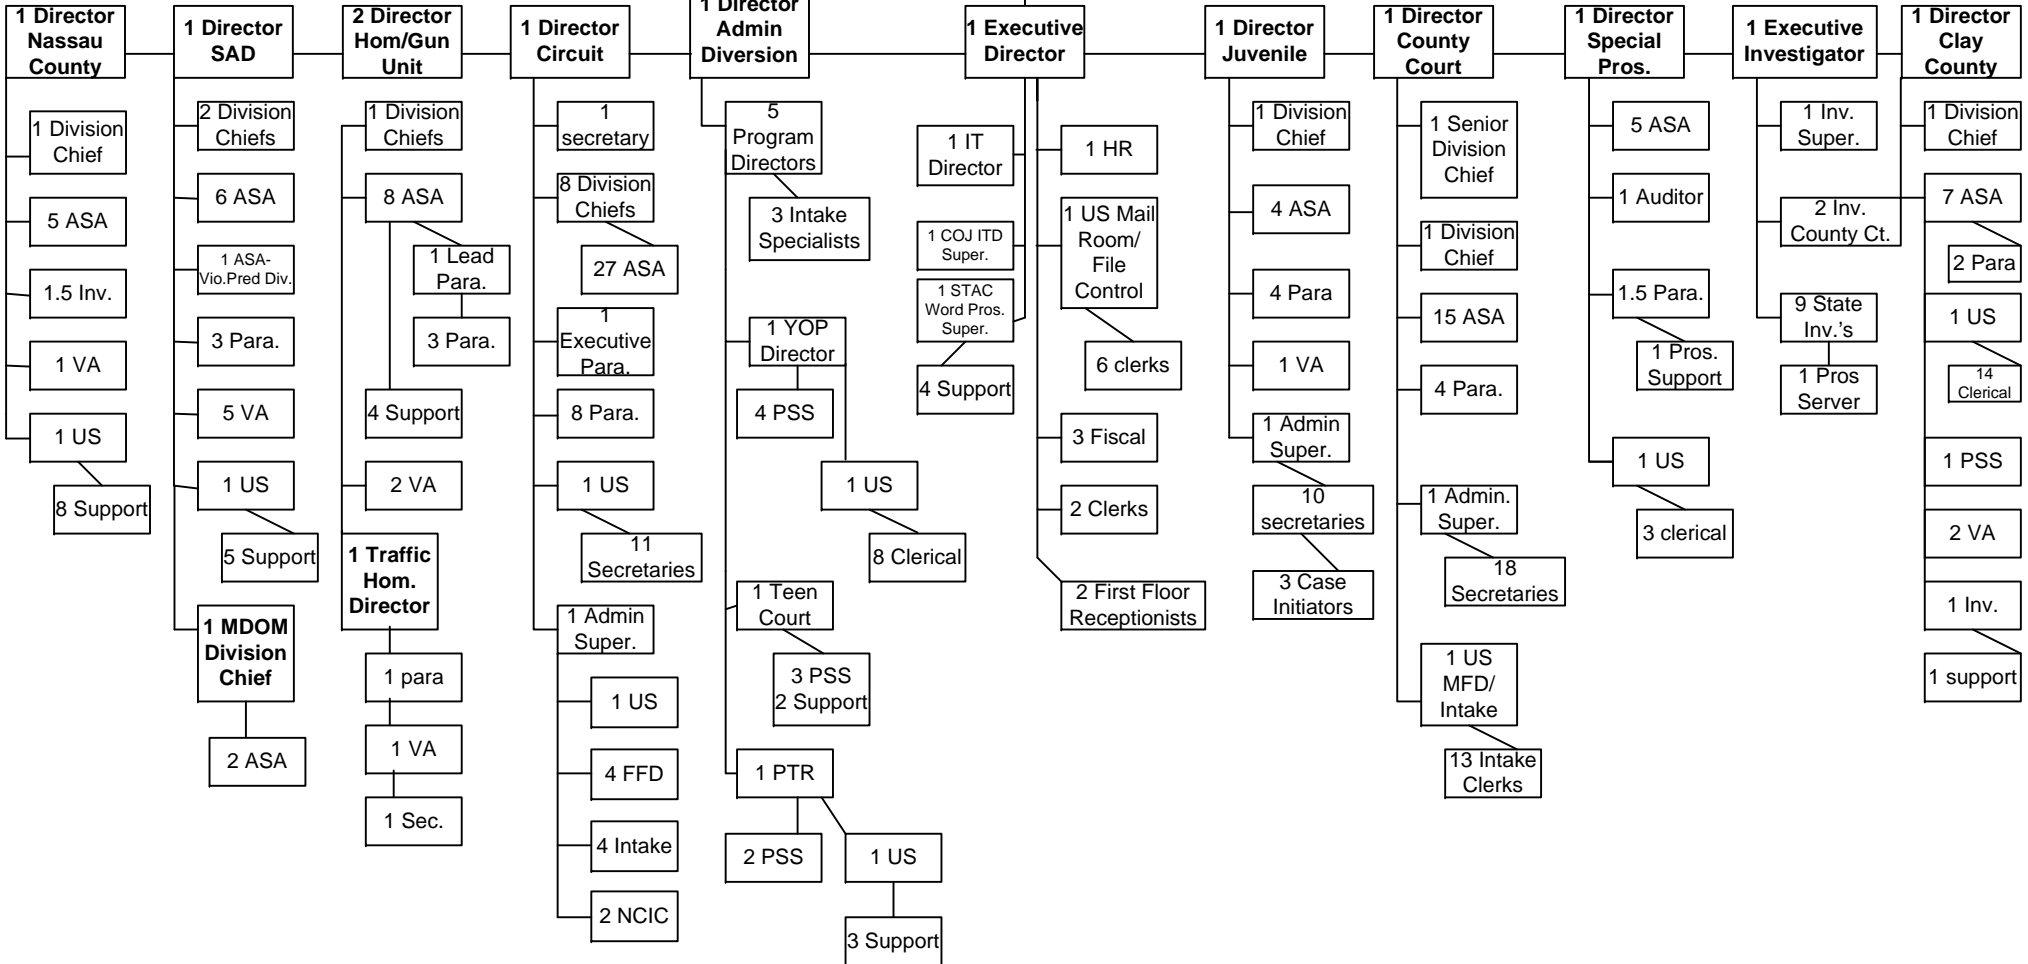 1 Director
Nassau
County
1 Division
Chief
5 ASA
1.5 Inv.
1 VA
1 US
8 Support
1 Director
SAD
2 Division
Chiefs
6 ASA
1 ASA-
Vio.Pred Div.
3 Para.
5 VA
1 US
5 Support
1 MDOM
Division
Chief
2 ASA
2 Director
Hom/Gun
Unit
1 Division
Chiefs
8 ASA
1 Lead
Para.
3 Para.
4 Support
2 VA
1 Traffic
Hom.
Director
1 para
1 VA
1 Sec.
1 Director
Circuit
1
secretary
8 Division
Chiefs
27 ASA
1
Executive
Para.
8 Para.
1 US
11
Secretaries
1 Admin
Super.
1 US
4 FFD
4 Intake
2 NCIC
1 Director
Admin
Diversion
5
Program
Directors
3 Intake
Specialists
1 YOP
Director
4 PSS
1 US
8 Clerical
1 Teen
Court
3 PSS
2 Support
1 PTR
2 PSS
1 US
3 Support
1 Executive
Director
1 IT
Director
1 COJ ITD
Super.
1 STAC
Word Pros.
Super.
4 Support
1 HR
1 US Mail
Room/
File
Control
6 clerks
3 Fiscal
2 Clerks
2 First Floor
Receptionists
1 Director
Juvenile
1 Division
Chief
4 ASA
4 Para
1 VA
1 Admin
Super.
10
secretaries
3 Case
Initiators
1 Director
County
Court
1 Senior
Division
Chief
1 Division
Chief
15 ASA
4 Para.
1 Admin.
Super.
18
Secretaries
1 US
MFD/
Intake
13 Intake
Clerks
1 Director
Special
Pros.
5 ASA
1 Auditor
1.5 Para.
1 Pros.
Support
1 US
3 clerical
1 Executive
Investigator
1 Inv.
Super.
2 Inv.
County Ct.
9 State
Inv.'s
1 Pros
Server
1 Director
Clay
County
1 Division
Chief
7 ASA
2 Para
1 US
14
Clerical
1 PSS
2 VA
1 Inv.
1 support